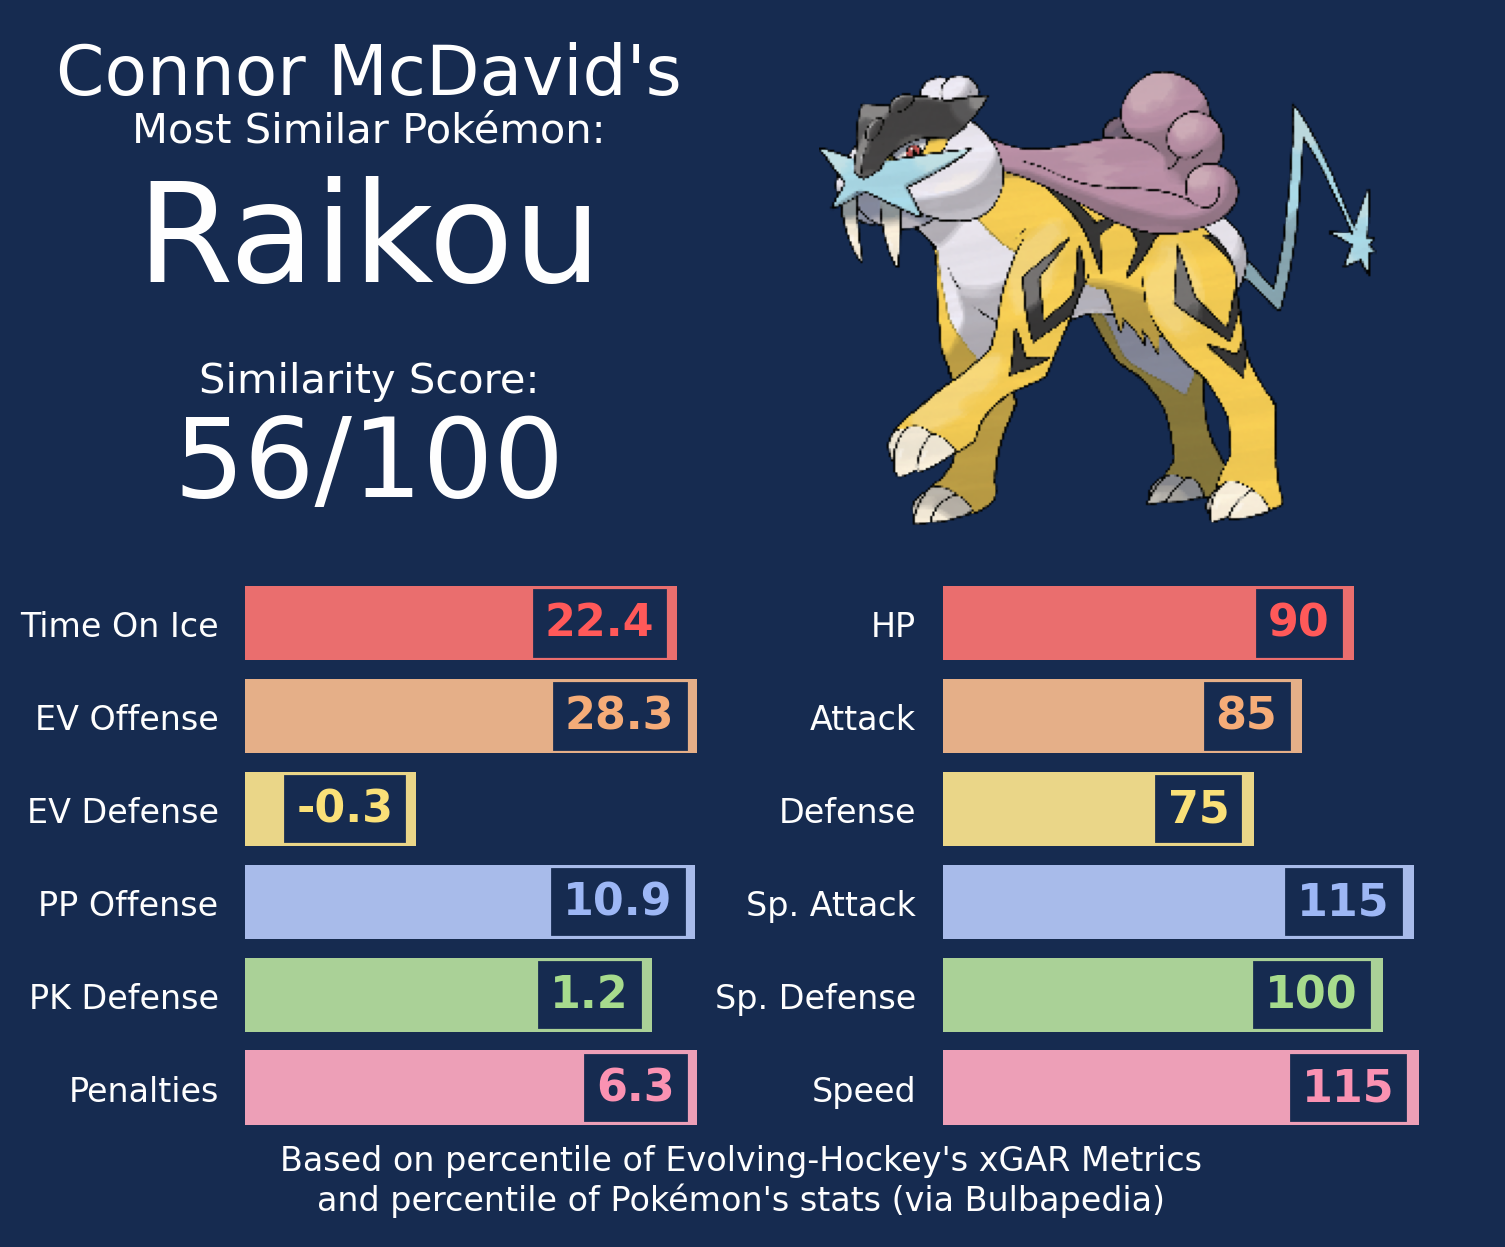 Connor McDavid's
Most Similar Pokémon:
Raikou
Similarity Score:
56/100
Time On Ice 22.4
EV Offense 28.3
EV Defense -0.3
PP Offense 10.9
PK Defense 1.2
Penalties 6.3
HP 90
Attack 85
Defense 75
Sp. Attack 115
Sp. Defense 100
Speed 115
Based on percentile of Evolving-Hockey's xGAR Metrics
and percentile of Pokémon's stats (via Bulbapedia)